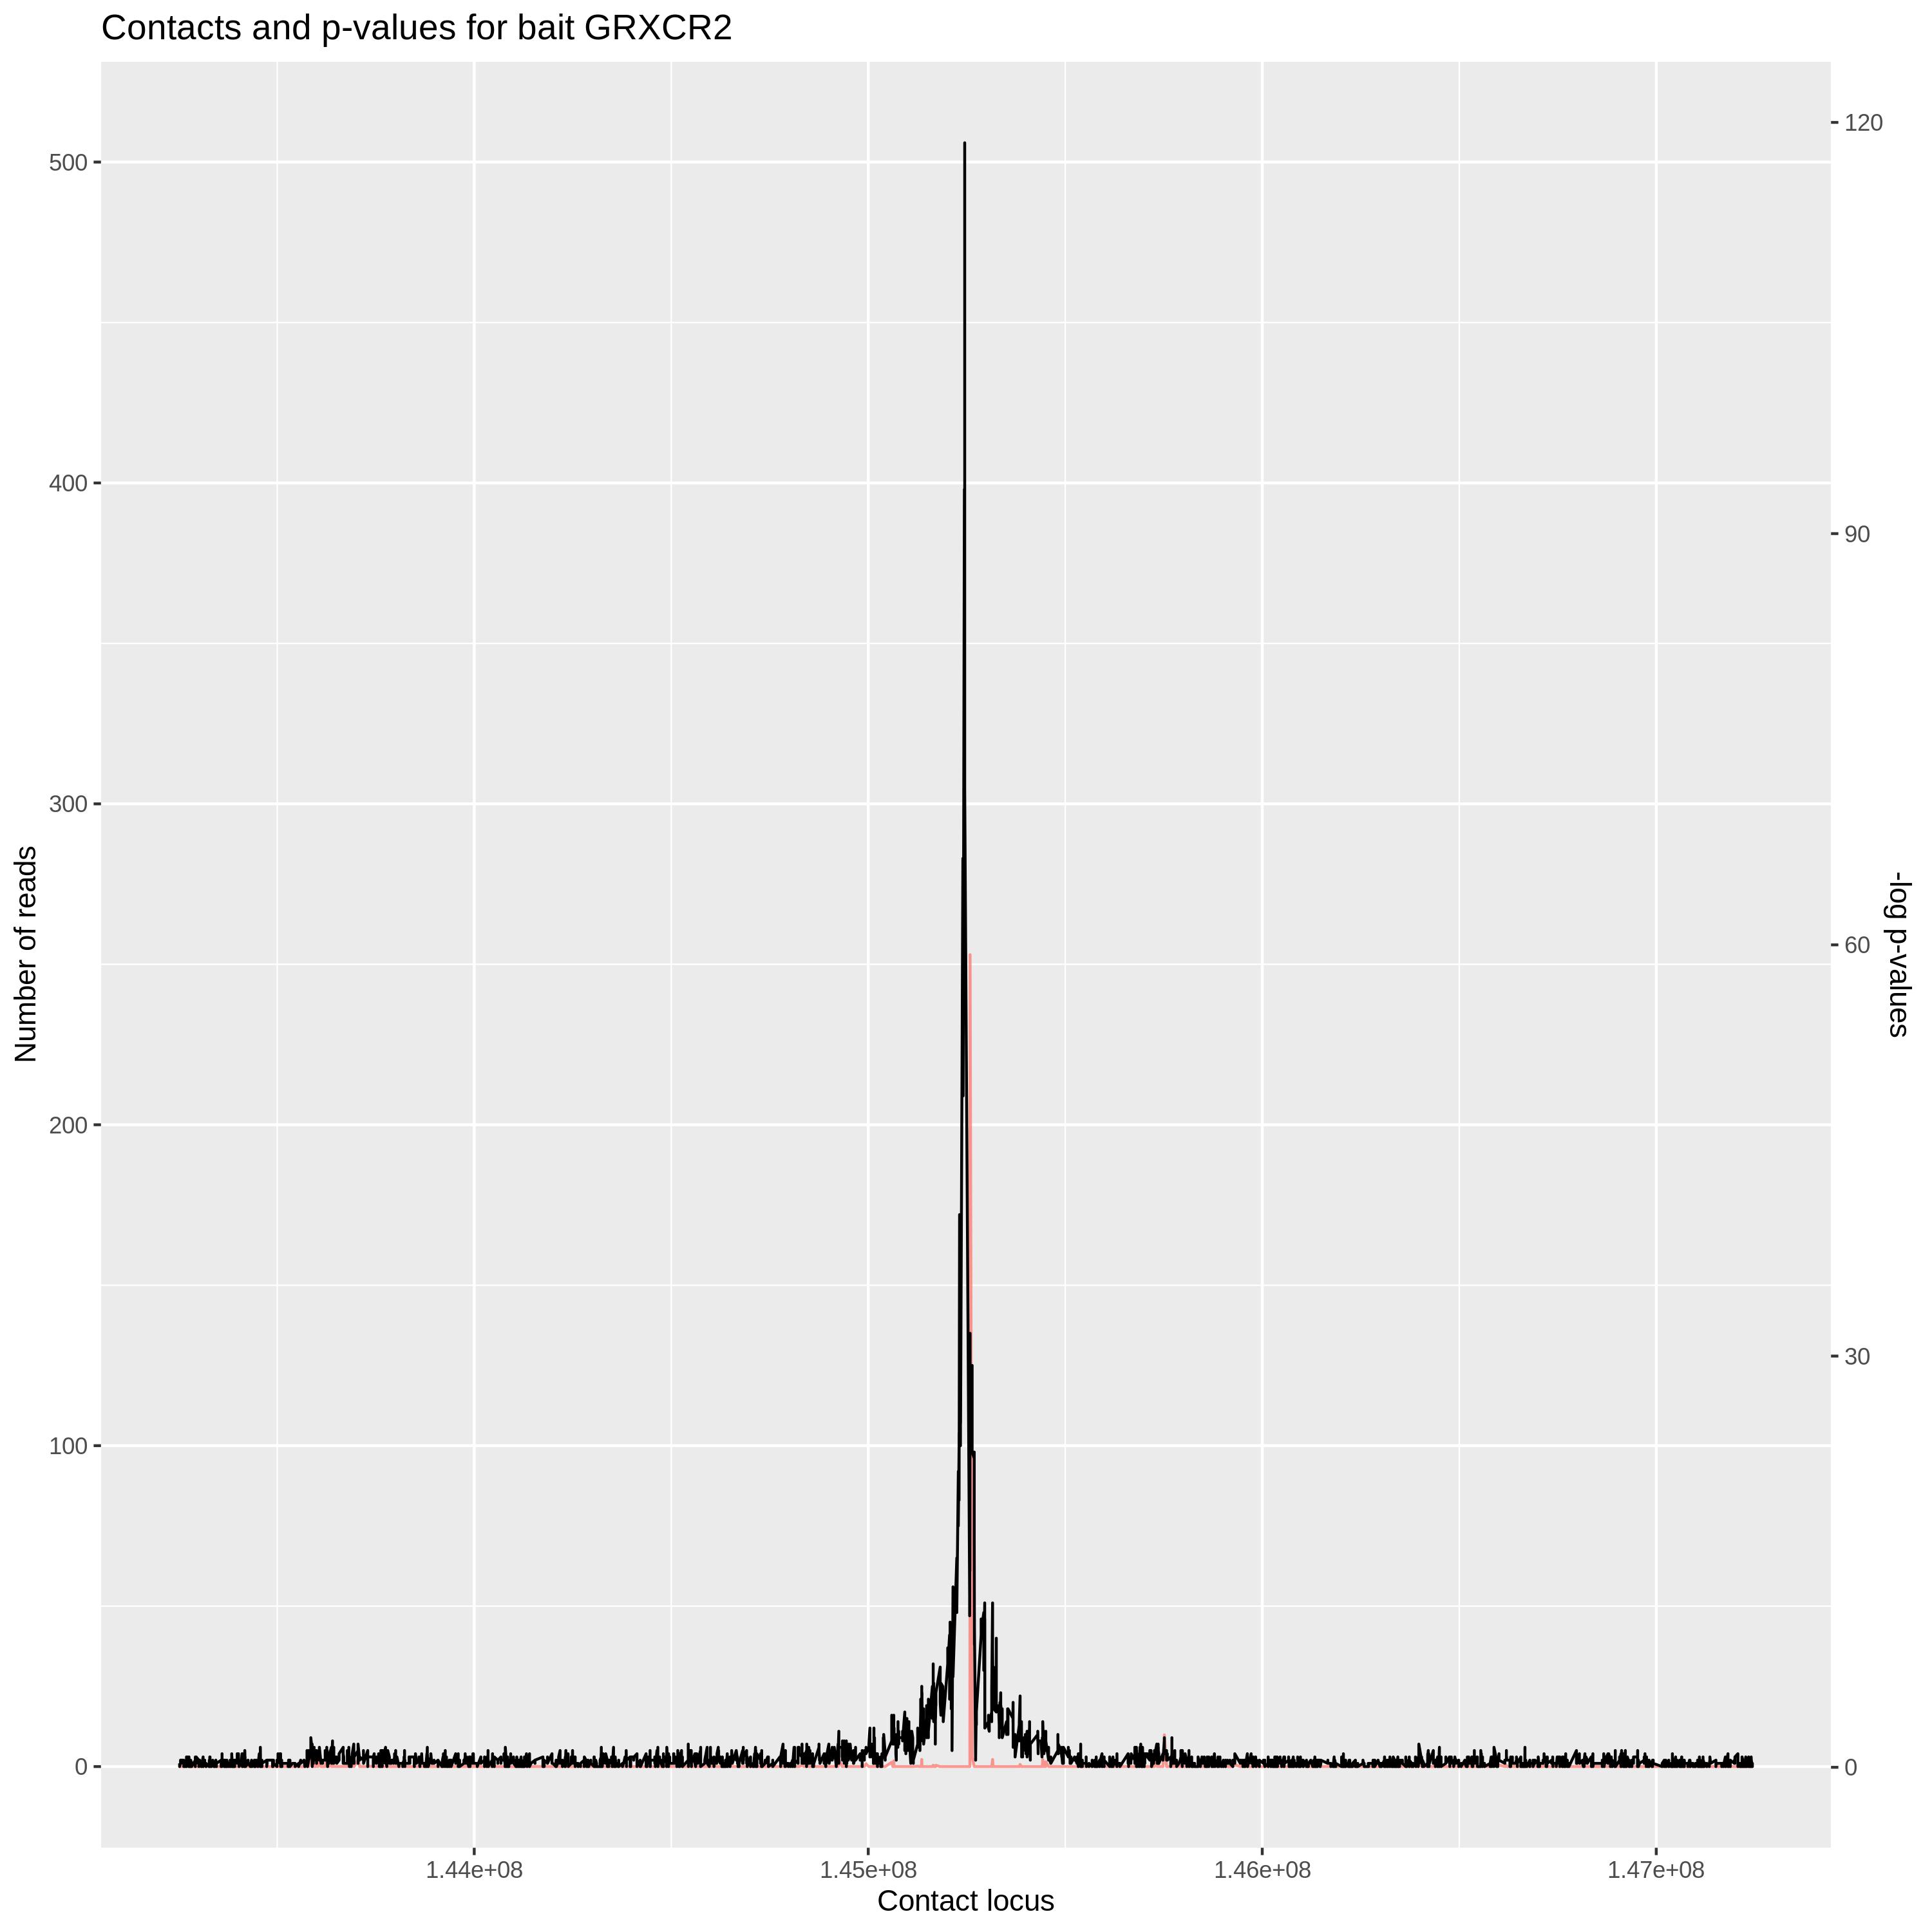 Contacts and p-values for bait GRXCR2
500
400
300
200
100
0
Number of reads
120
90
60
30
0
-log p-values
1.44e+08
1.45e+08
1.46e+08
1.47e+08
Contact locus